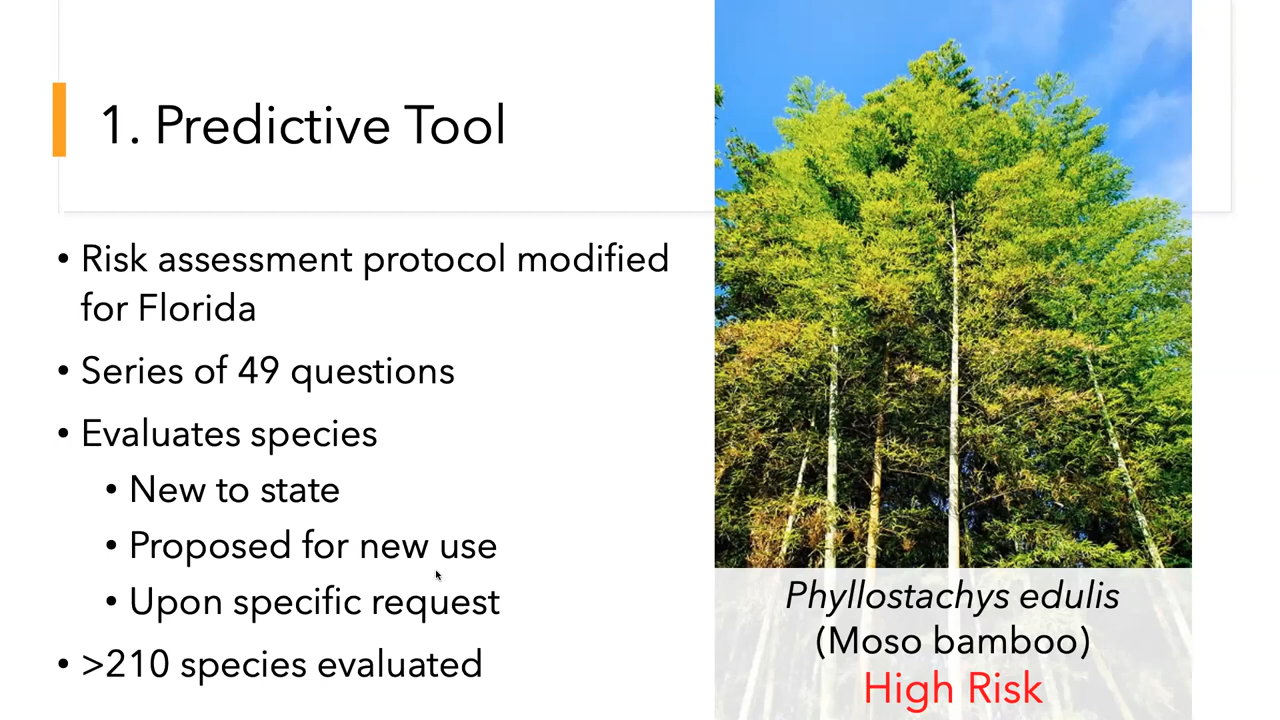 1. Predictive Tool
• Risk assessment protocol modified
for Florida
• Series of 49 questions
• Evaluates species
• New to state
• Proposed for new use
• Upon specific request
• >210 species evaluated
Phyllostachys edulis
(Moso bamboo)
High Risk